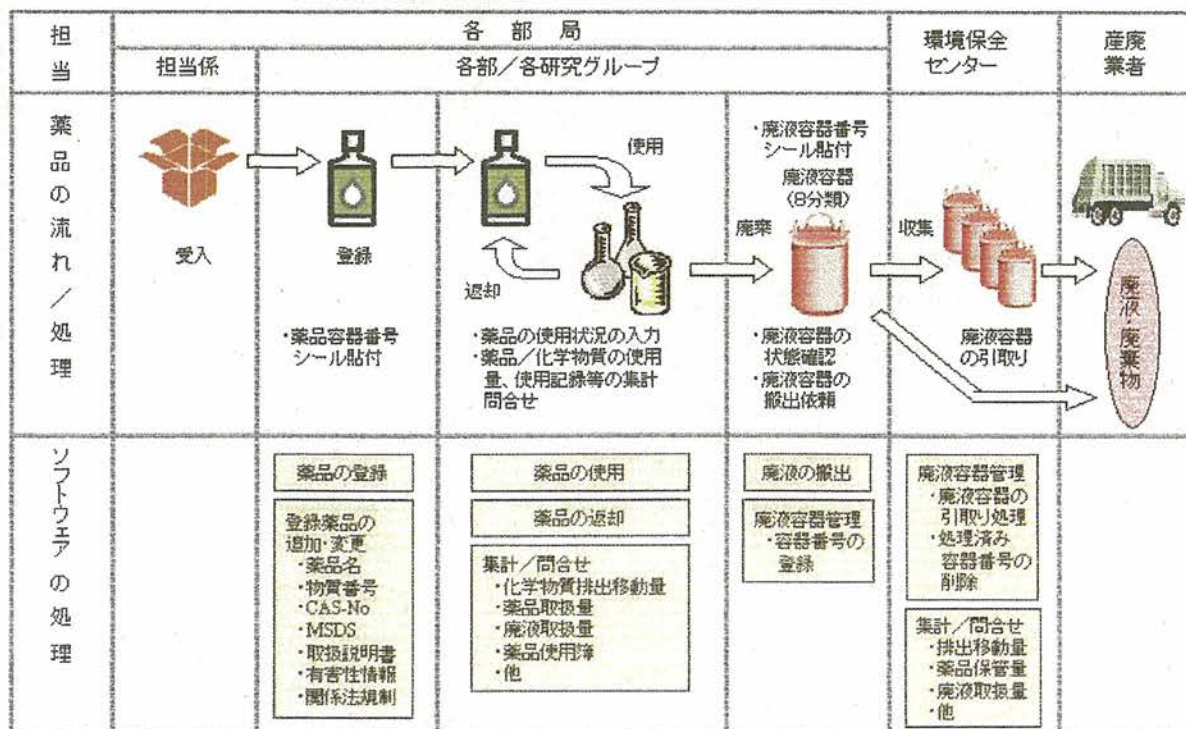 担当
各部局
環境保全
センター
産廃
業者
担当係
各部／各研究グループ
薬品の流れ／処理
受入
登録
・薬品容器番号
シール貼付
使用
返却
・薬品の使用状況の入力
・薬品／化学物質の使用
量、使用記録等の集計
問合せ
・廃液容器番号
シール貼付
廃液容器
(8分類)
廃棄
・廃液容器の
状態確認
・廃液容器の
搬出依頼
収集
廃液容器
の引取り
廃液・廃棄物
ソフトウェアの処理
薬品の登録
登録薬品の
追加・変更
・薬品名
・物質番号
・CAS-No
・MSDS
・取扱説明書
・有害性情報
・関係法規制
薬品の使用
薬品の返却
集計／問合せ
・化学物質排出移動量
・薬品取扱量
・廃液取扱量
・薬品使用簿
・他
廃液の搬出
廃液容器管理
・容器番号の
登録
廃液容器管理
・廃液容器の
引取り処理
・処理済み
容器番号の
削除
集計／問合せ
・排出移動量
・薬品保管量
・廃液取扱量
・他